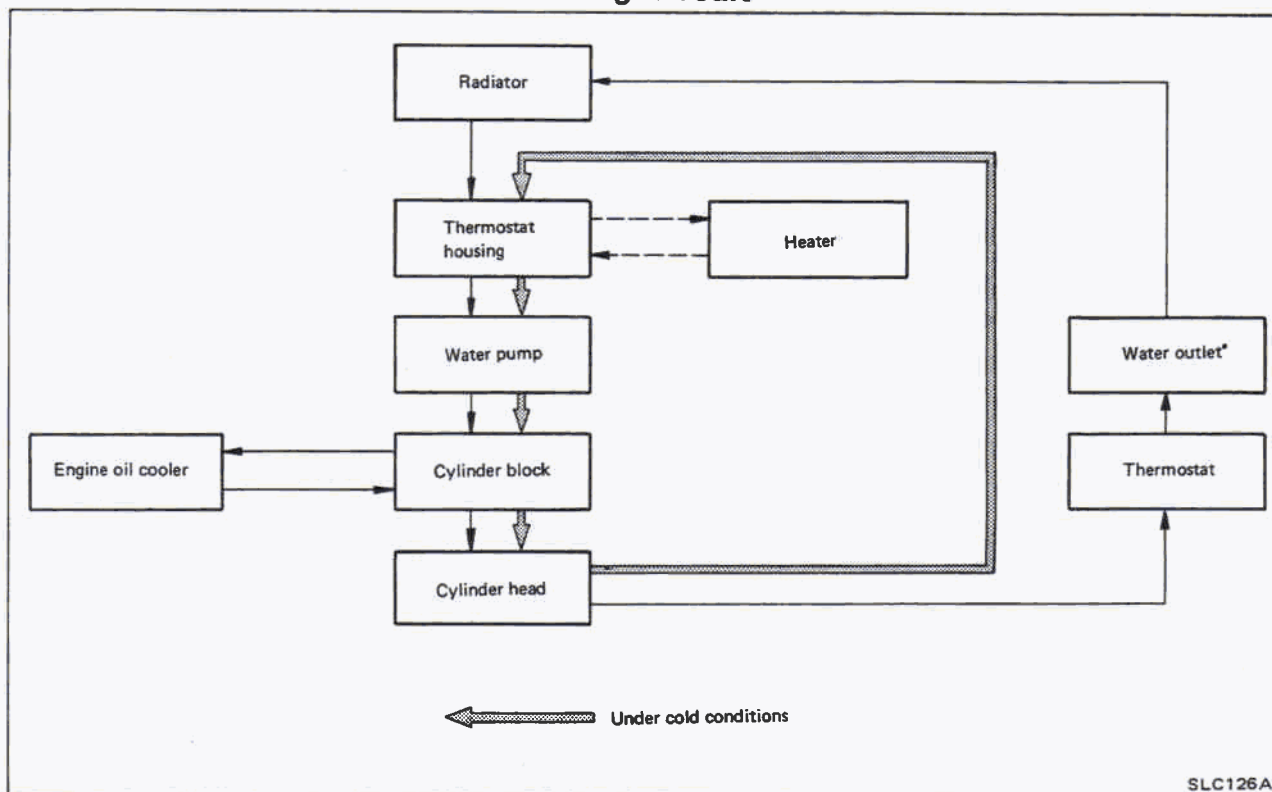 Radiator
Thermostat
housing
Heater
Water pump
Water outlet*
Engine oil cooler
Cylinder block
Thermostat
Cylinder head
Under cold conditions
SLC126A